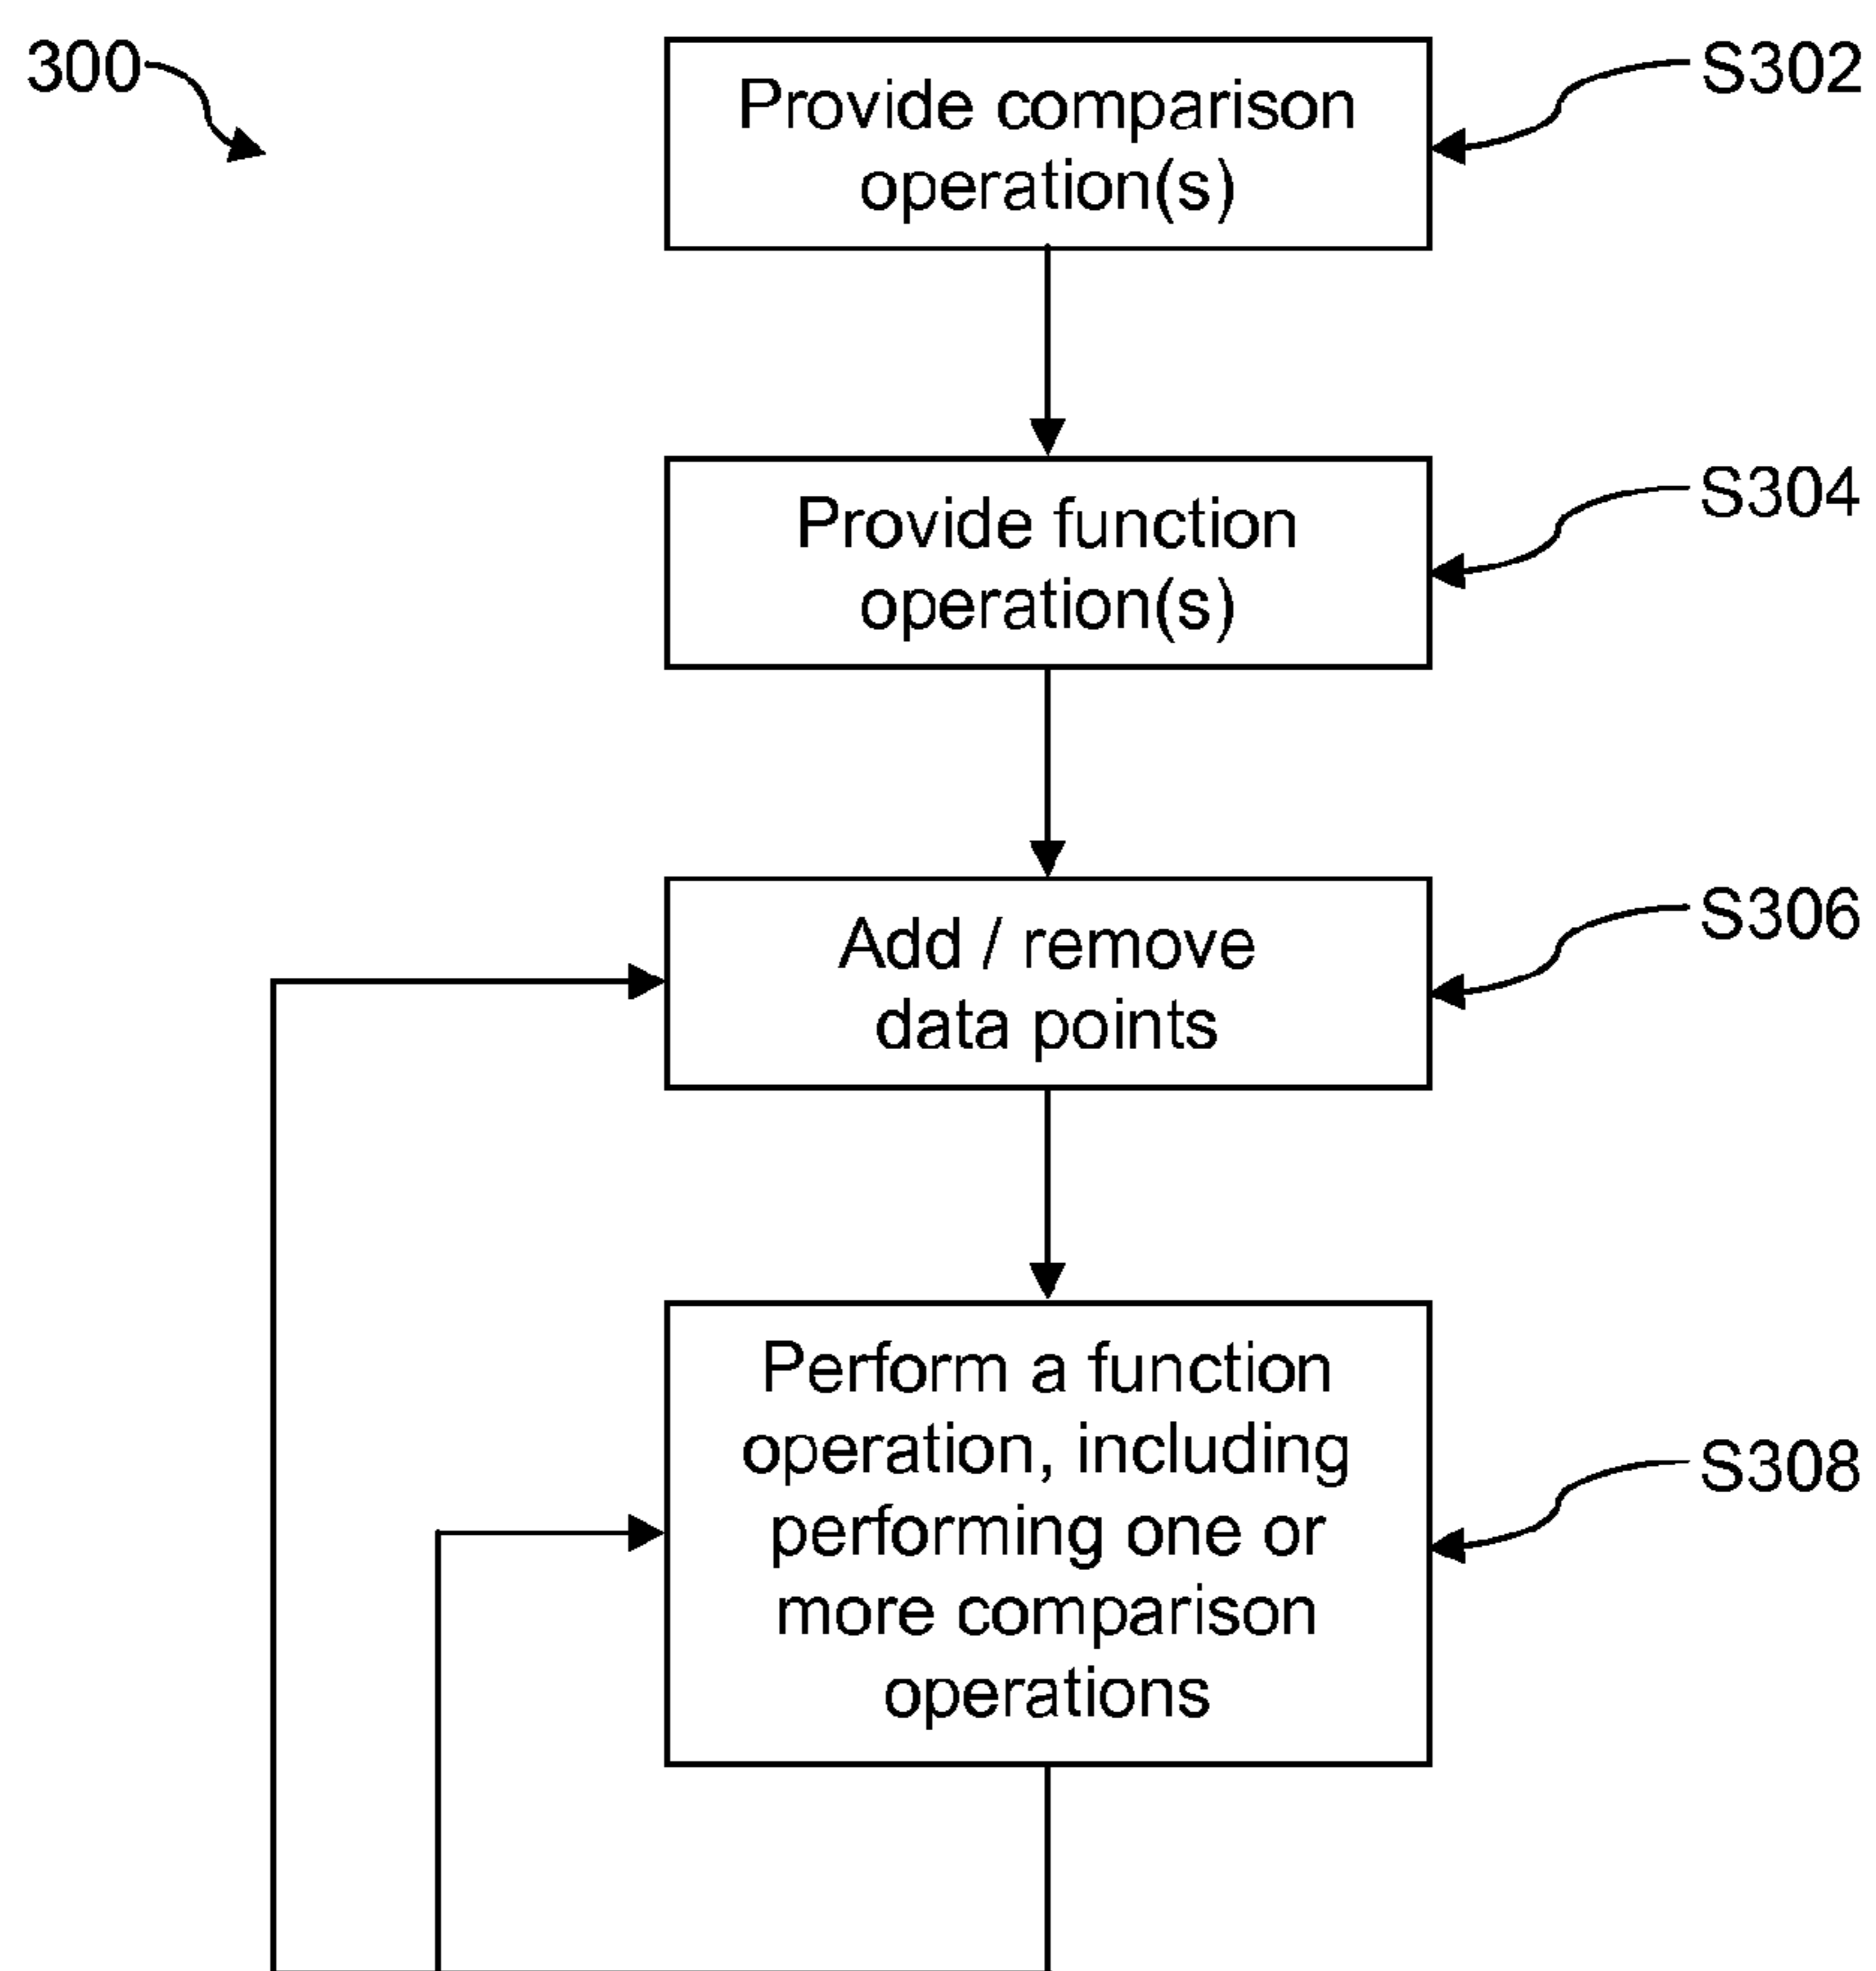 300
Provide comparison
operation(s)
S302
Provide function
operation(s)
S304
Add / remove
data points
S306
Perform a function
operation, including
performing one or
more comparison
operations
S308